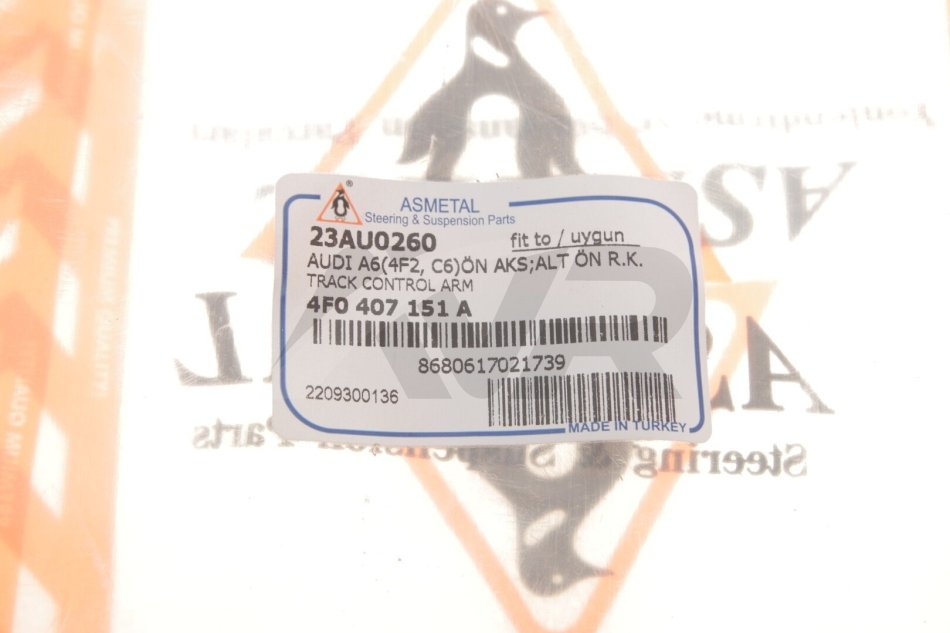 ASMETAL
Steering & Suspension Parts
23AU0260 fit to / uygun
AUDI A6(4F2, C6)ÖN AKS;ALT ÖN R.K.
TRACK CONTROL ARM
4F0 407 151 A
8680617021739
2209300136
MADE IN TURKEY
Steering & Suspension Parts